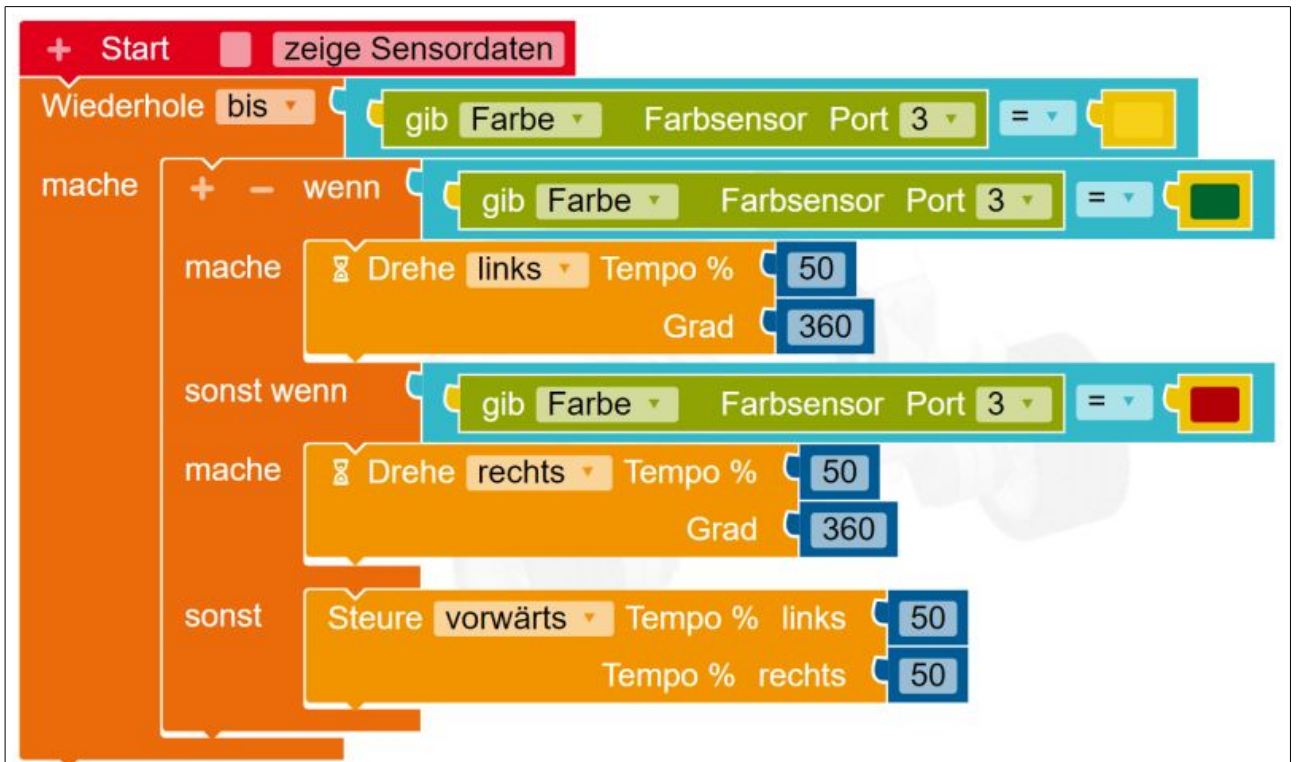 + Start zeige Sensordaten
Wiederhole bis gib Farbe Farbsensor Port 3 =
mache + − wenn gib Farbe Farbsensor Port 3 =
mache Drehe links Tempo % 50
Grad 360
sonst wenn gib Farbe Farbsensor Port 3 =
mache Drehe rechts Tempo % 50
Grad 360
sonst Steure vorwärts Tempo % links 50
Tempo % rechts 50